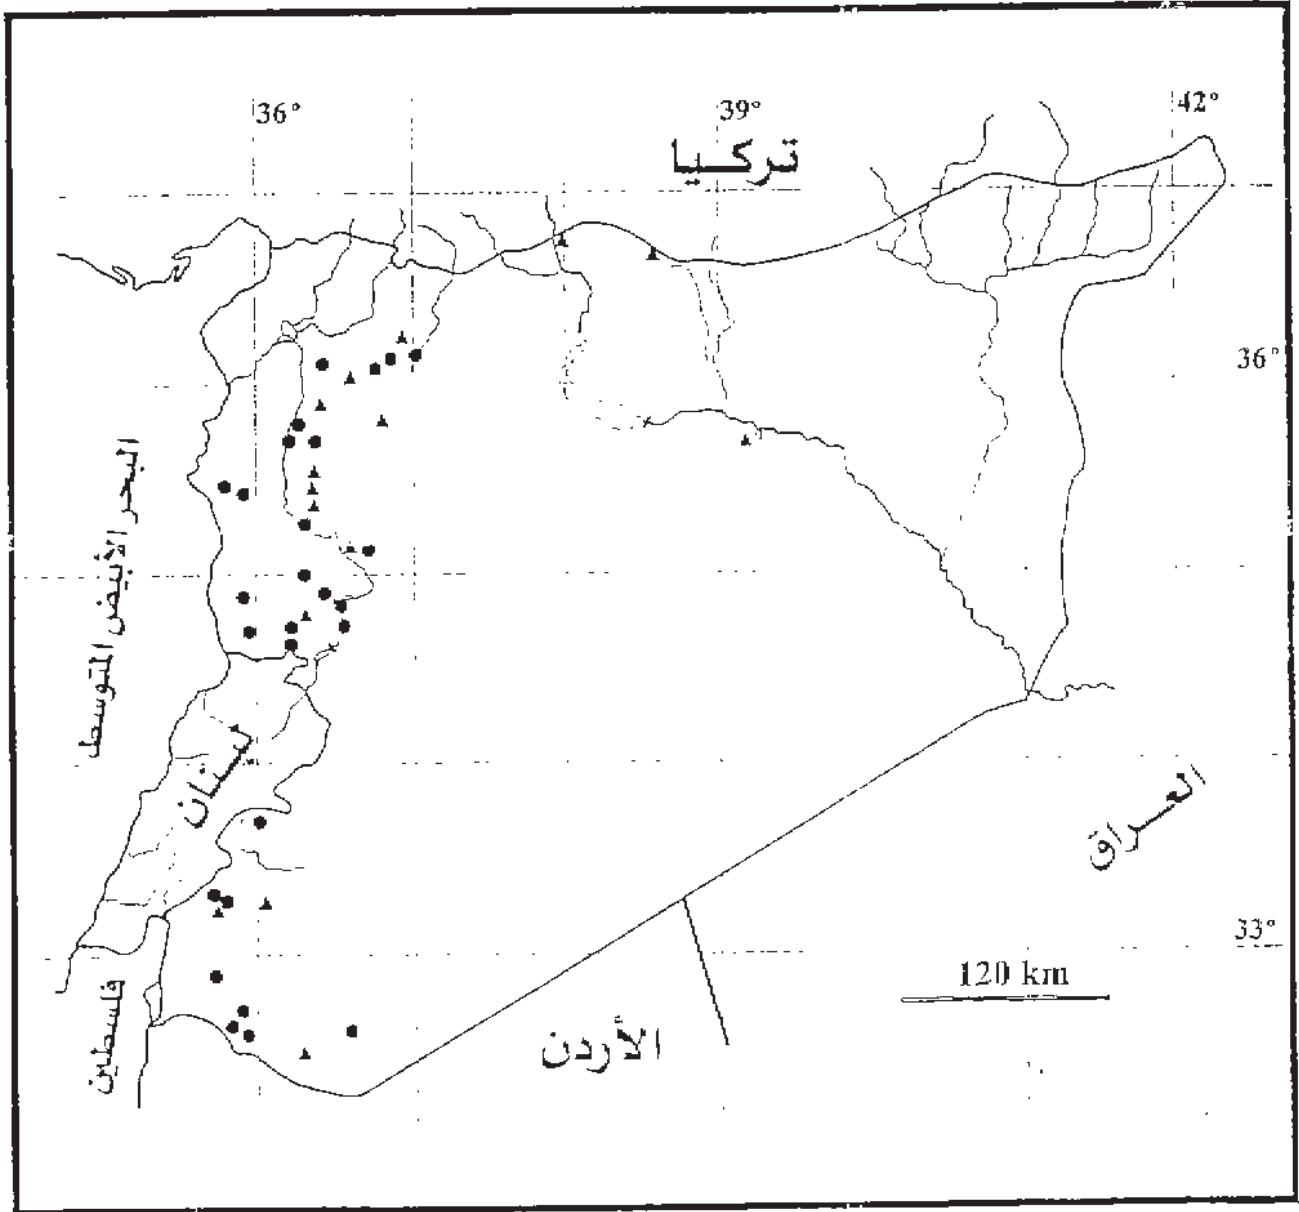 36°
39°
42°
تركيا
36°
البحر الأبيض المتوسط
لبنان
العراق
33°
120 km
فلسطين
الأردن